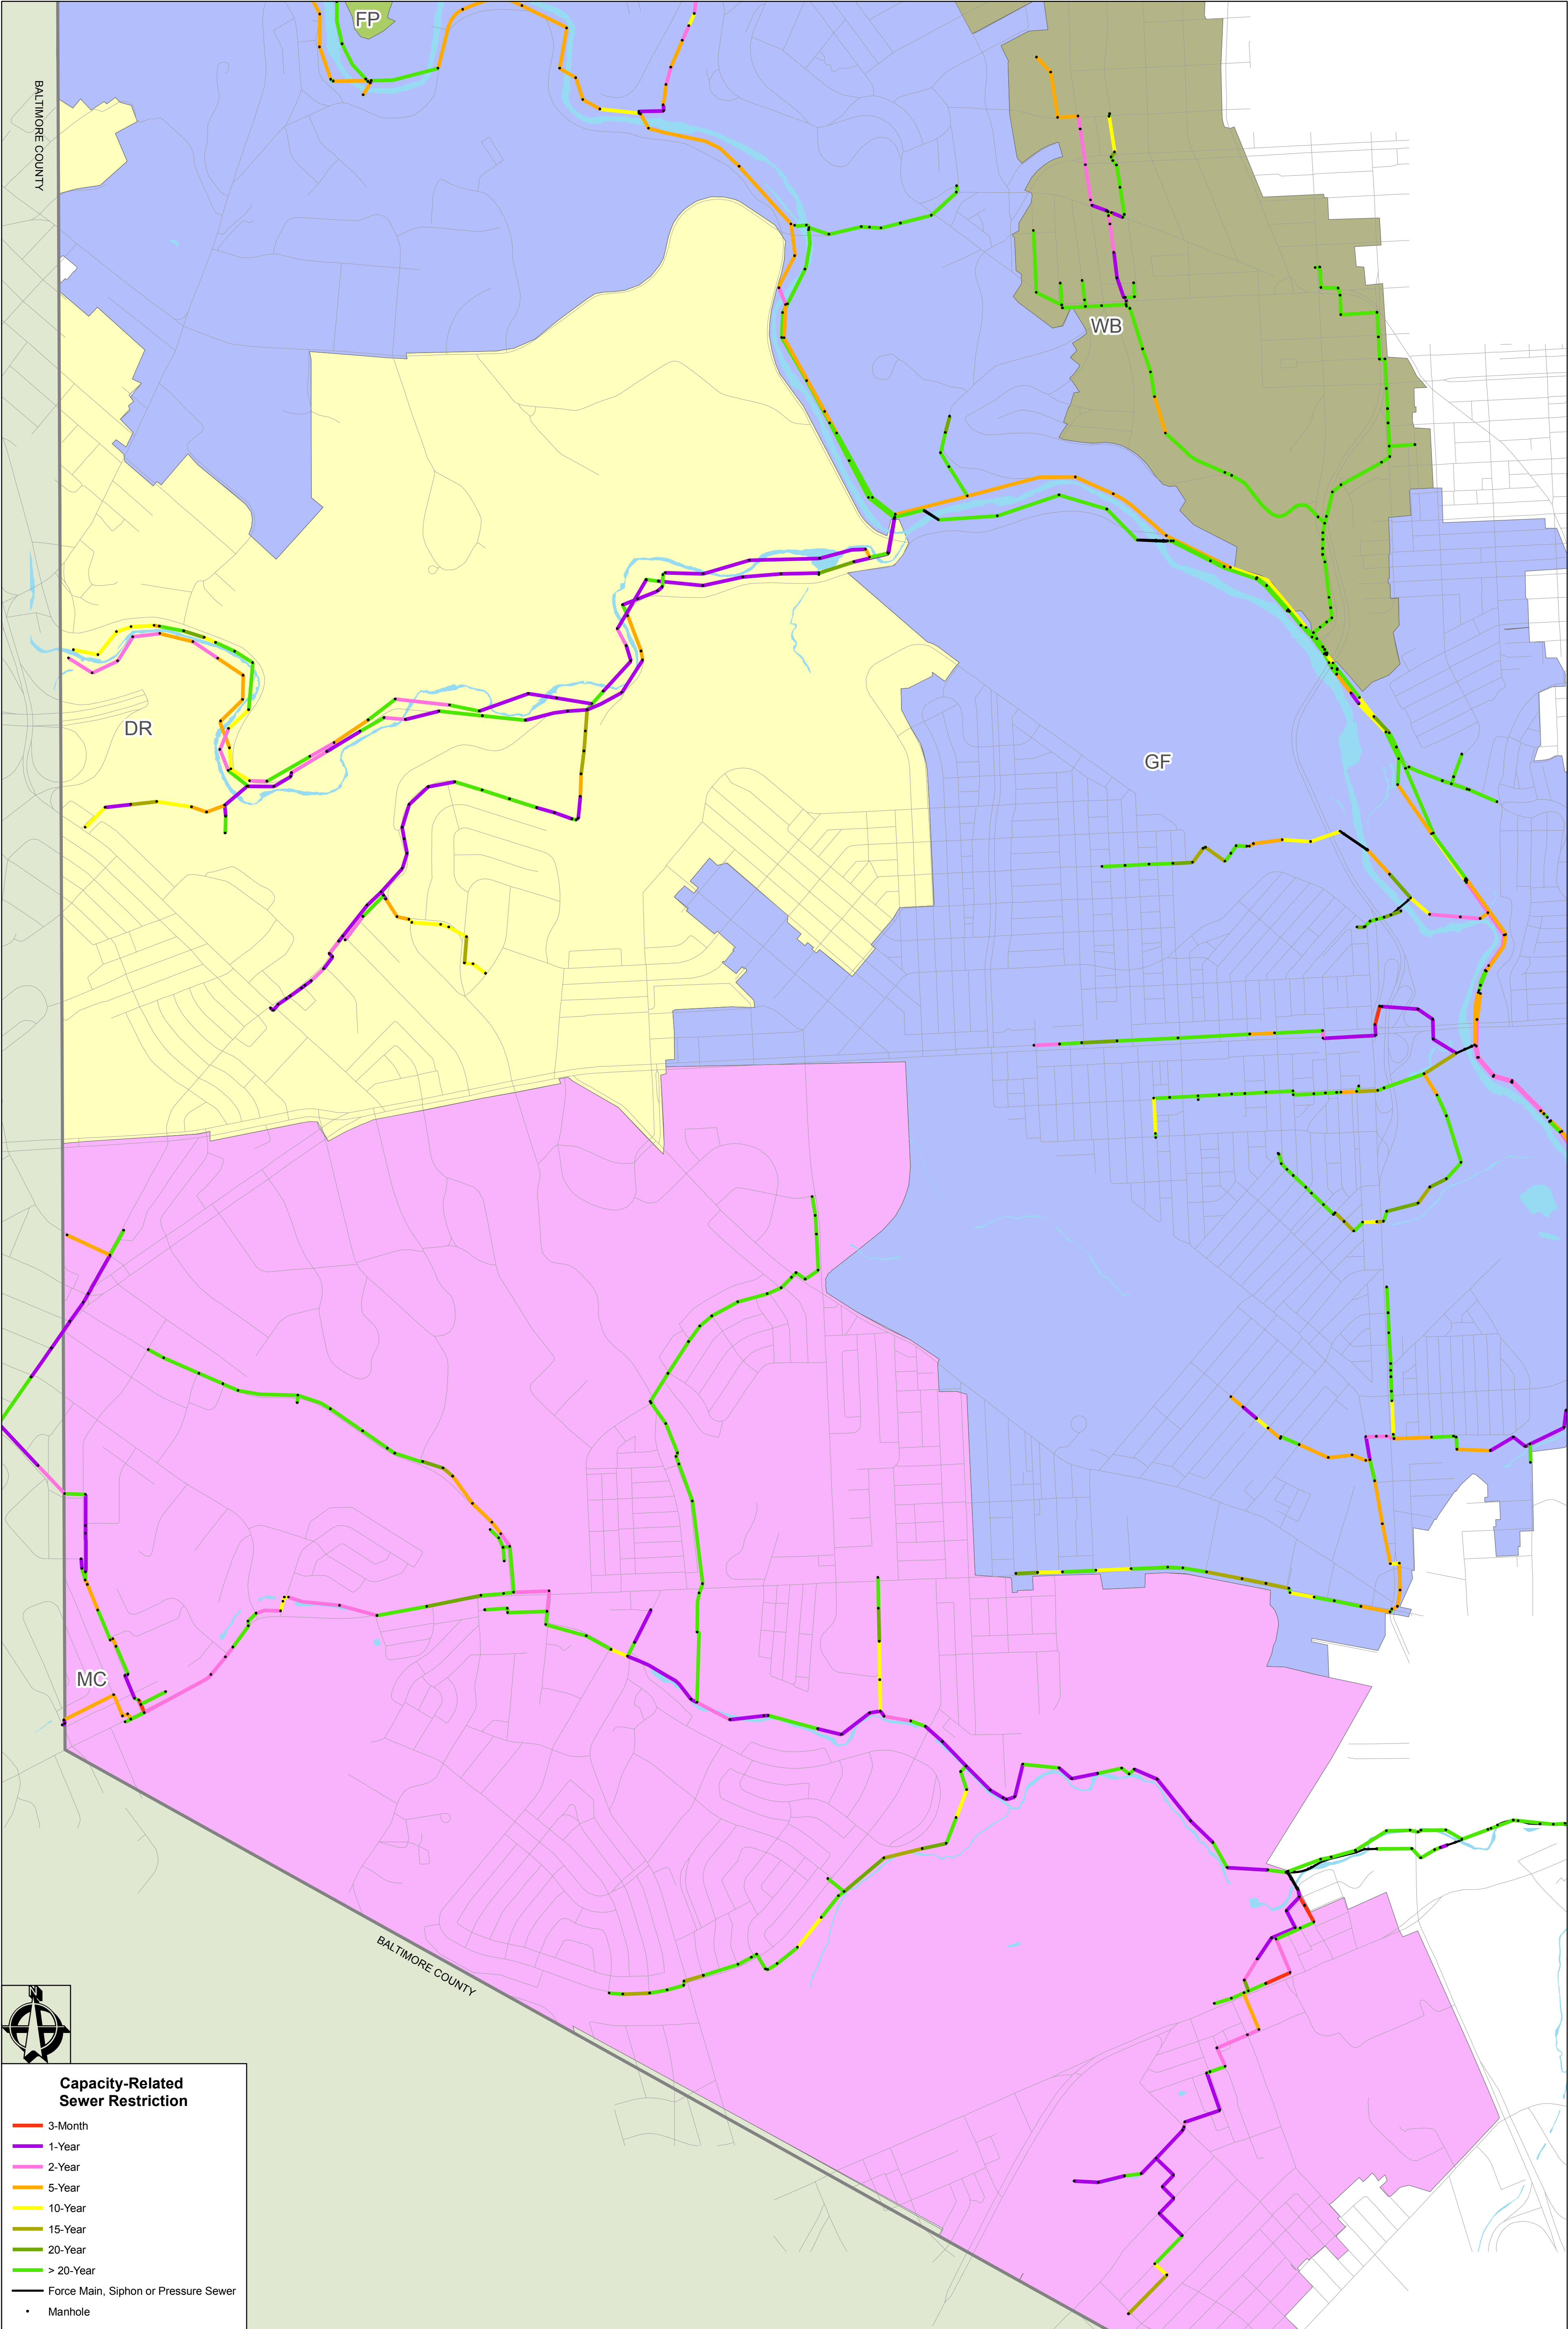 FP
BALTIMORE COUNTY
WB
DR
GF
MC
BALTIMORE COUNTY
N
Capacity-Related
Sewer Restriction
3-Month
1-Year
2-Year
5-Year
10-Year
15-Year
20-Year
> 20-Year
Force Main, Siphon or Pressure Sewer
Manhole